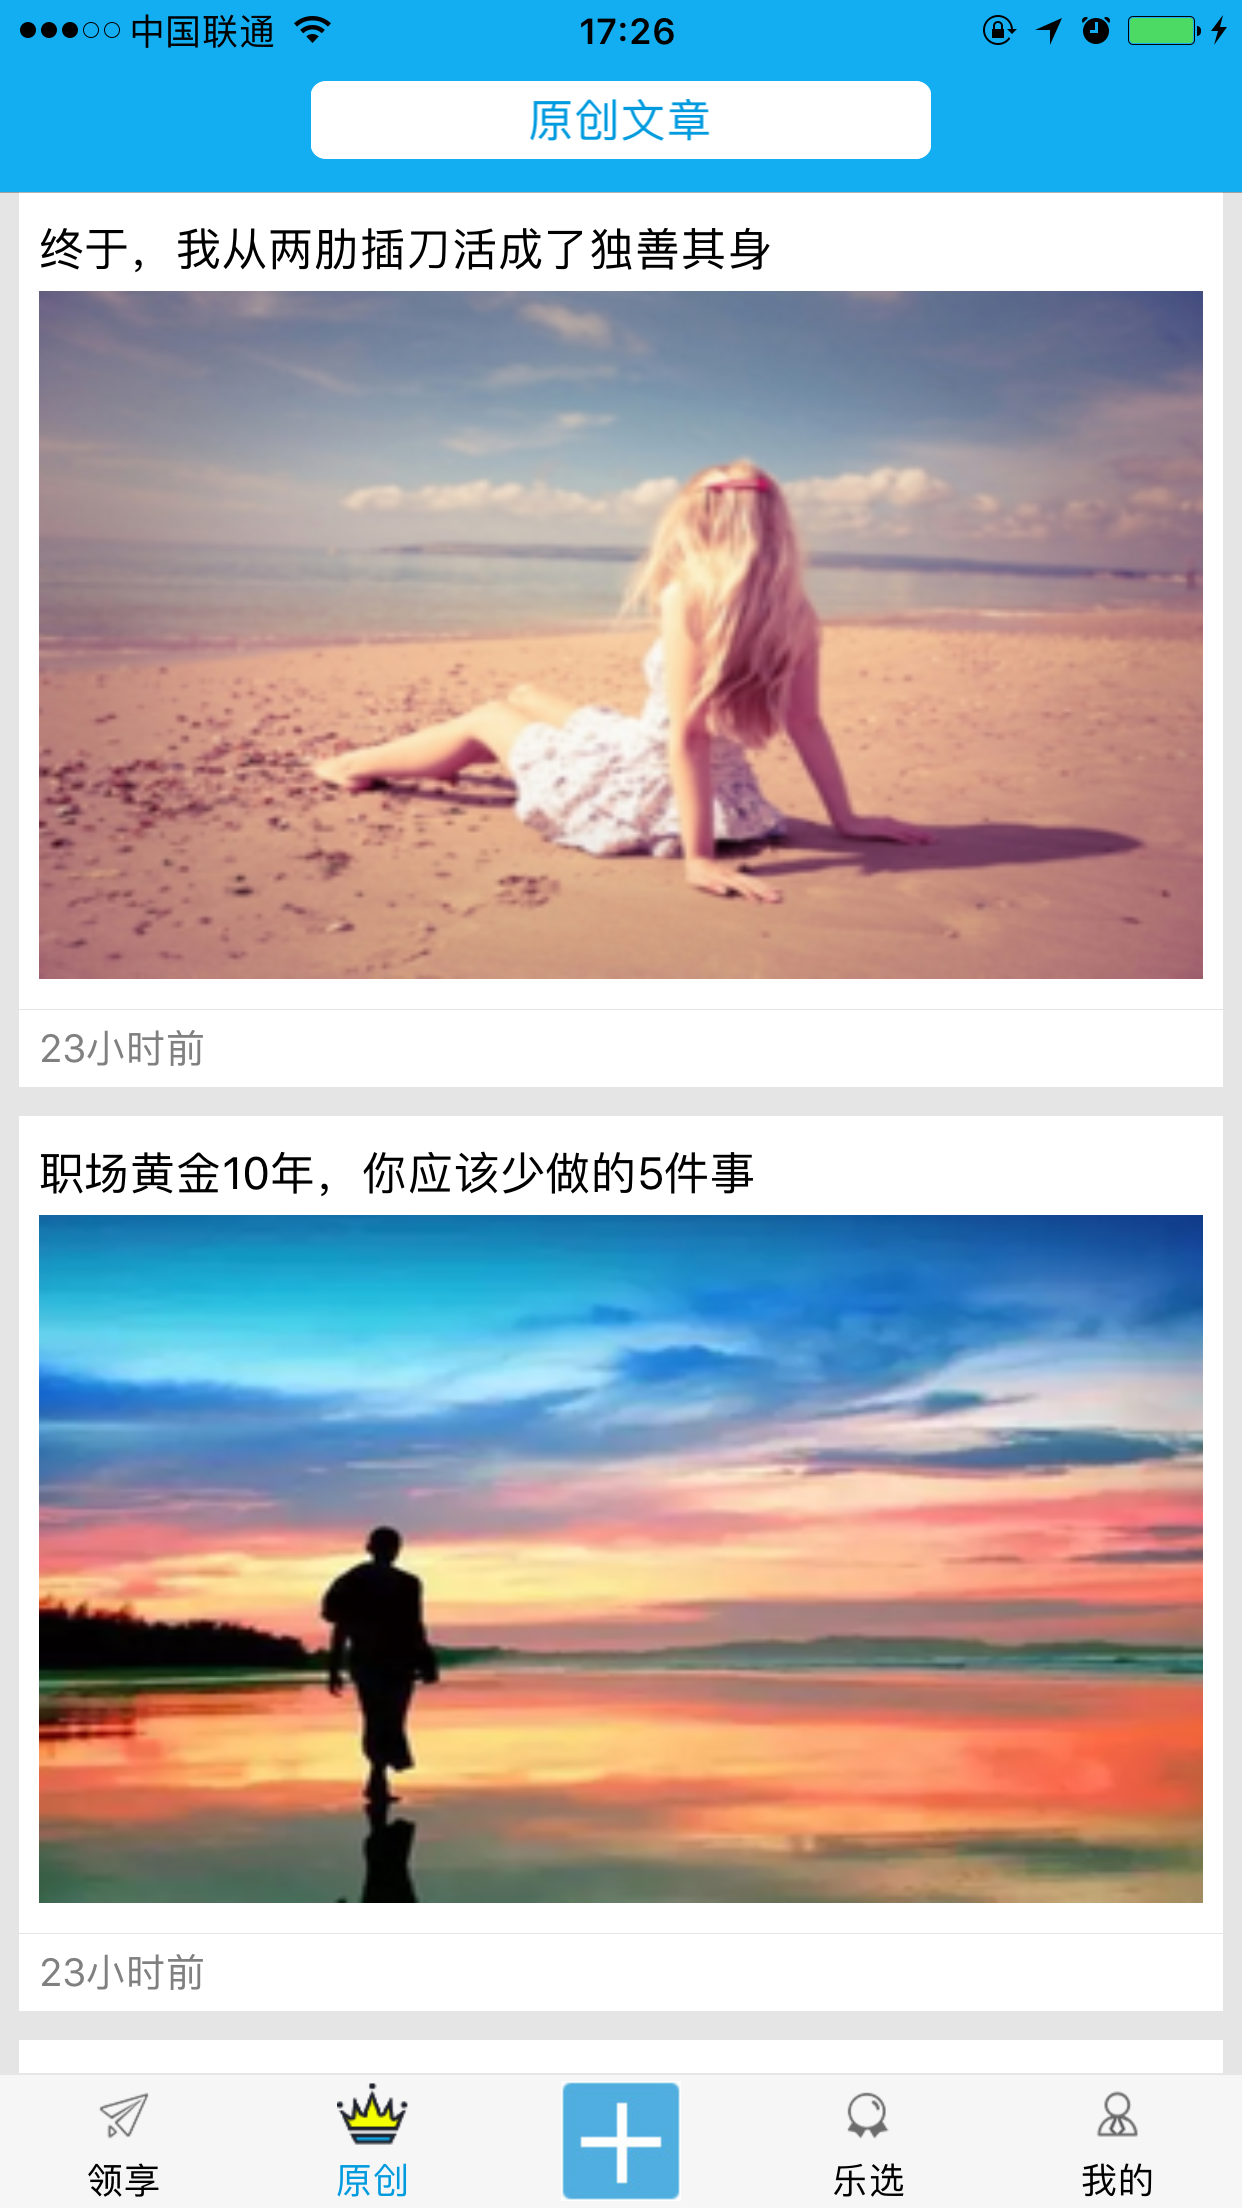 中国联通
17:26
原创文章
终于，我从两肋插刀活成了独善其身
23小时前
职场黄金10年，你应该少做的5件事
23小时前
领享
原创
乐选
我的